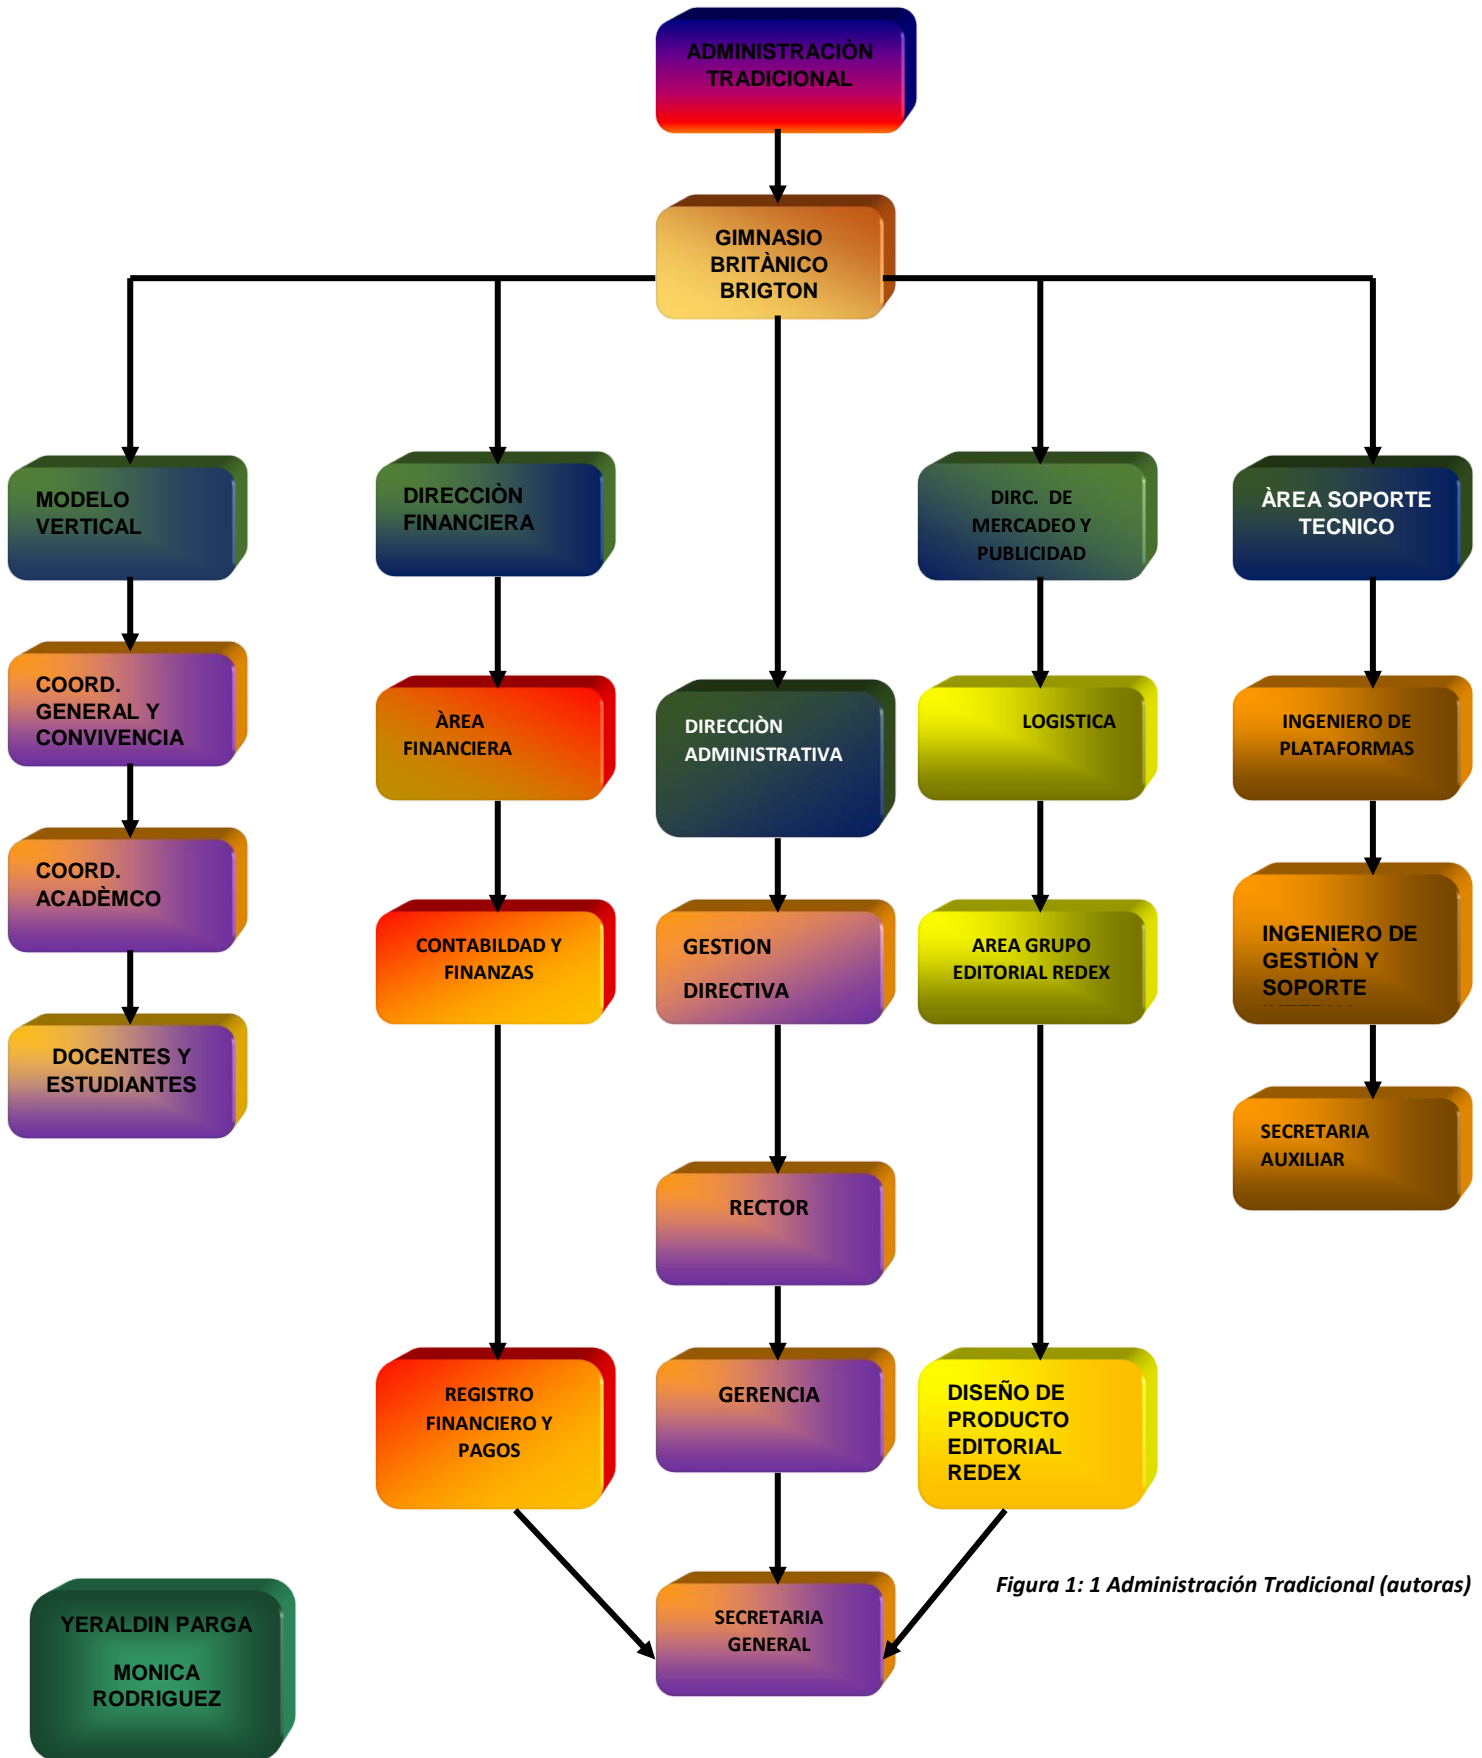 ADMINISTRACIÒN
TRADICIONAL
GIMNASIO
BRITÀNICO
BRIGTON
MODELO
VERTICAL
COORD.
GENERAL Y
CONVIVENCIA
COORD.
ACADÈMCO
DOCENTES Y
ESTUDIANTES
DIRECCIÒN
FINANCIERA
ÀREA
FINANCIERA
CONTABILDAD Y
FINANZAS
REGISTRO
FINANCIERO Y
PAGOS
DIRECCIÒN
ADMINISTRATIVA
GESTION
DIRECTIVA
RECTOR
GERENCIA
SECRETARIA
GENERAL
DIRC. DE
MERCADEO Y
PUBLICIDAD
LOGISTICA
AREA GRUPO
EDITORIAL REDEX
DISEÑO DE
PRODUCTO
EDITORIAL
REDEX
ÀREA SOPORTE
TECNICO
INGENIERO DE
PLATAFORMAS
INGENIERO DE
GESTIÒN Y
SOPORTE
SECRETARIA
AUXILIAR
Figura 1: 1 Administración Tradicional (autoras)
YERALDIN PARGA
MONICA
RODRIGUEZ